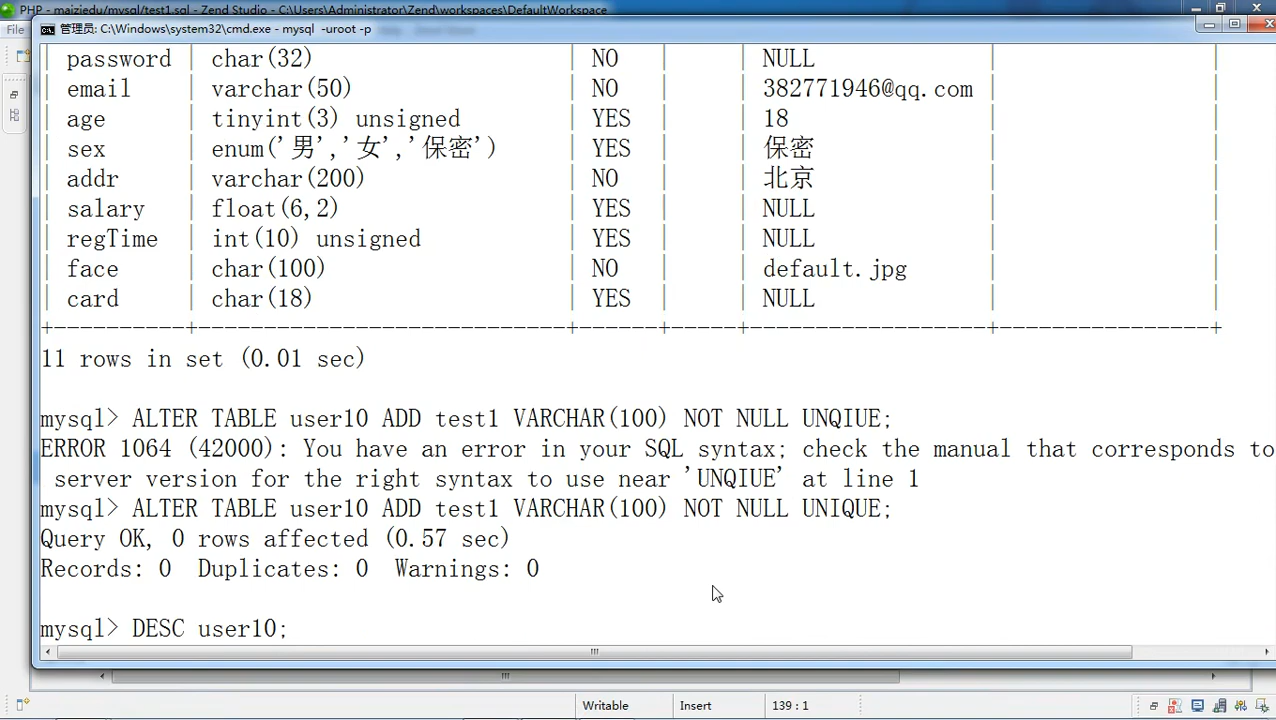 PHP - maiziedu/mysql/test1.sql - Zend Studio - C:\Users\Administrator\Zend\workspaces\DefaultWorkspace
File
管理员: C:\Windows\system32\cmd.exe - mysql -uroot -p
| password | char(32) | NO | | NULL | |
| email | varchar(50) | NO | | 382771946@qq.com | |
| age | tinyint(3) unsigned | YES | | 18 | |
| sex | enum('男','女','保密') | YES | | 保密 | |
| addr | varchar(200) | NO | | 北京 | |
| salary | float(6,2) | YES | | NULL | |
| regTime | int(10) unsigned | YES | | NULL | |
| face | char(100) | NO | | default.jpg | |
| card | char(18) | YES | | NULL | |
11 rows in set (0.01 sec)
mysql> ALTER TABLE user10 ADD test1 VARCHAR(100) NOT NULL UNQIUE;
ERROR 1064 (42000): You have an error in your SQL syntax; check the manual that corresponds to
server version for the right syntax to use near 'UNQIUE' at line 1
mysql> ALTER TABLE user10 ADD test1 VARCHAR(100) NOT NULL UNIQUE;
Query OK, 0 rows affected (0.57 sec)
Records: 0  Duplicates: 0  Warnings: 0
mysql> DESC user10;
Writable
Insert
139 : 1